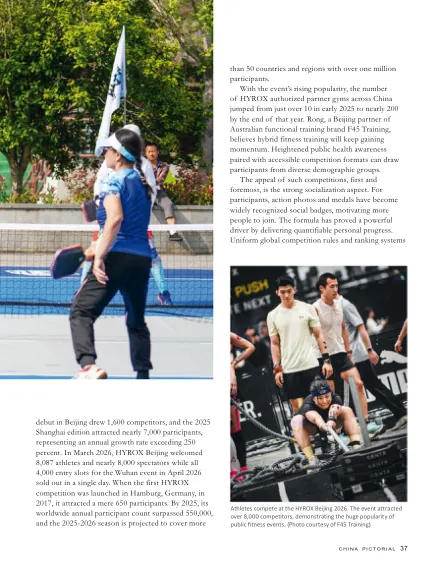 debut in Beijing drew 1,600 competitors, and the 2025
Shanghai edition attracted nearly 7,000 participants,
representing an annual growth rate exceeding 250
percent. In March 2026, HYROX Beijing welcomed
8,087 athletes and nearly 8,000 spectators while all
4,000 entry slots for the Wuhan event in April 2026
sold out in a single day. When the first HYROX
competition was launched in Hamburg, Germany, in
2017, it attracted a mere 650 participants. By 2025, its
worldwide annual participant count surpassed 550,000,
and the 2025-2026 season is projected to cover more
than 50 countries and regions with over one million
participants.
With the event's rising popularity, the number
of HYROX authorized partner gyms across China
jumped from just over 10 in early 2025 to nearly 200
by the end of that year. Rong, a Beijing partner of
Australian functional training brand F45 Training,
believes hybrid fitness training will keep gaining
momentum. Heightened public health awareness
paired with accessible competition formats can draw
participants from diverse demographic groups.
The appeal of such competitions, first and
foremost, is the strong socialization aspect. For
participants, action photos and medals have become
widely recognized social badges, motivating more
people to join. The formula has proved a powerful
driver by delivering quantifiable personal progress.
Uniform global competition rules and ranking systems
PUSH
Athletes compete at the HYROX Beijing 2026. The event attracted
over 8,000 competitors, demonstrating the huge popularity of
public fitness events. (Photo courtesy of F45 Training)
CHINA PICTORIAL 37